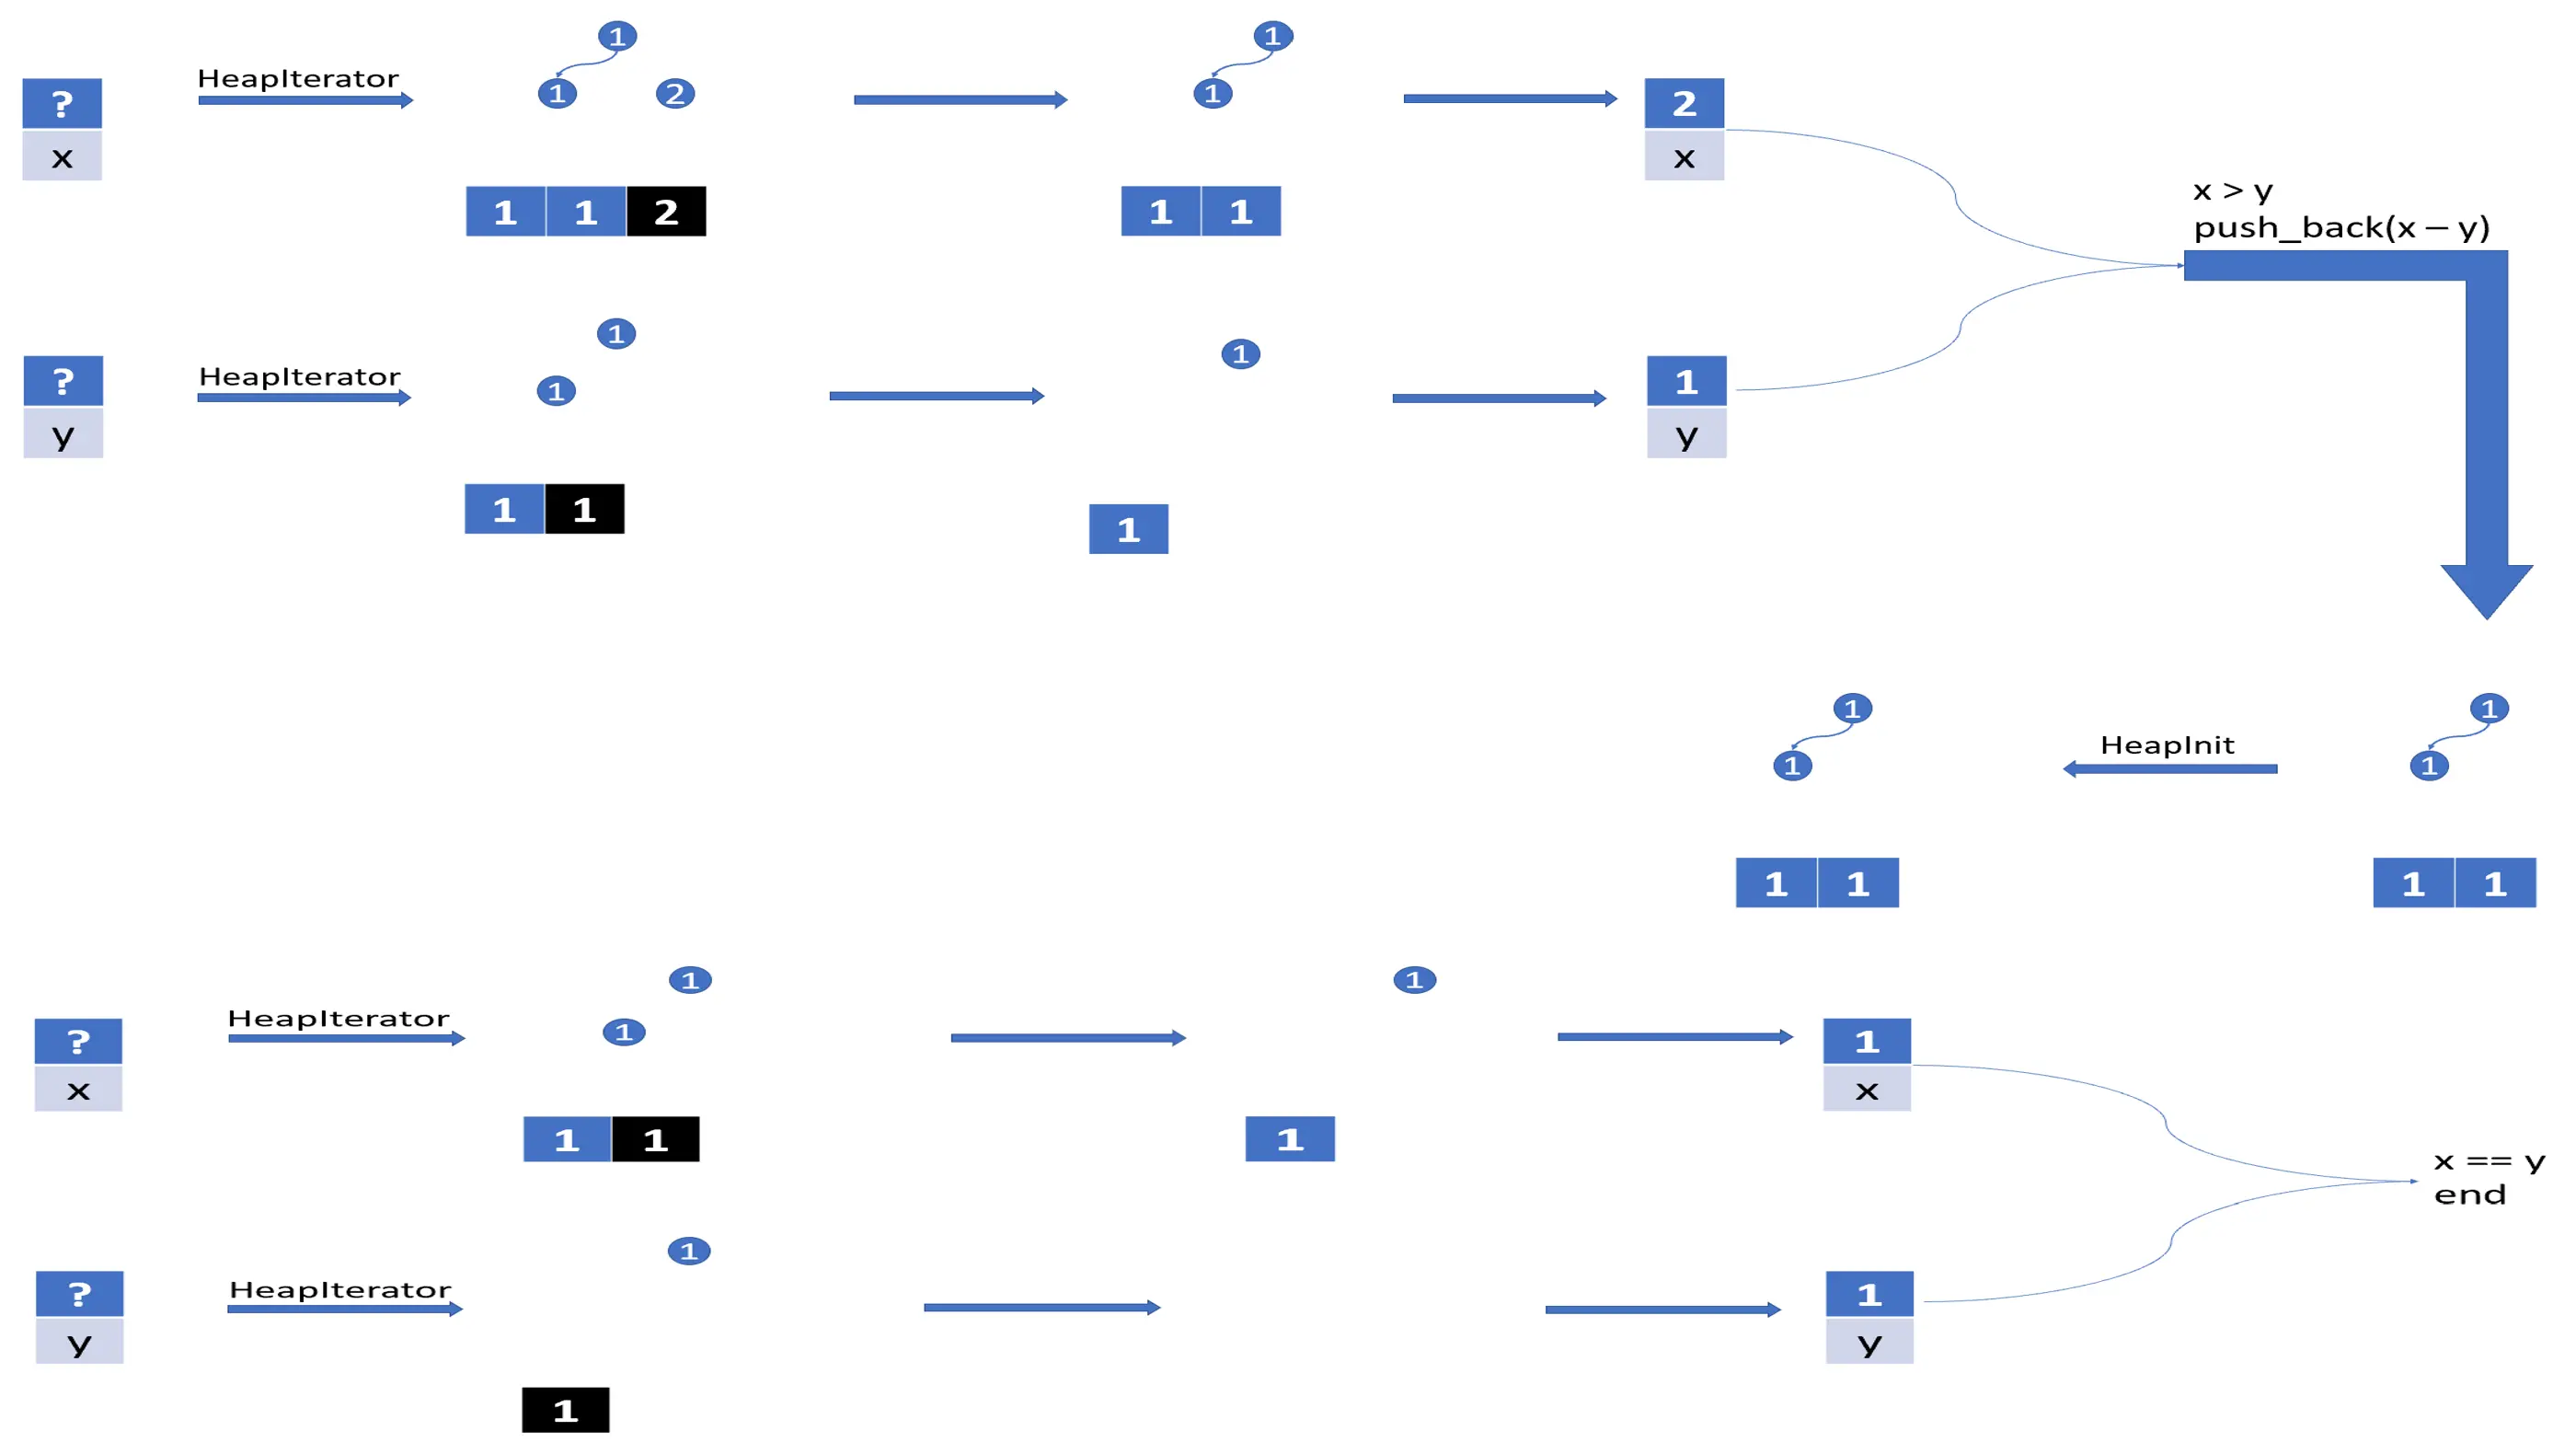 1
HeapIterator
1
2
?
x
1 1 2
1
1
1 1
2
x
x > y
push_back(x – y)
1
HeapIterator
1
?
y
1 1
1
1
1
y
1
1
HeapInit
1
1
1 1
1 1
1
HeapIterator
1
?
x
1 1
1
1
1
x
x == y
end
1
HeapIterator
?
y
1
1
y